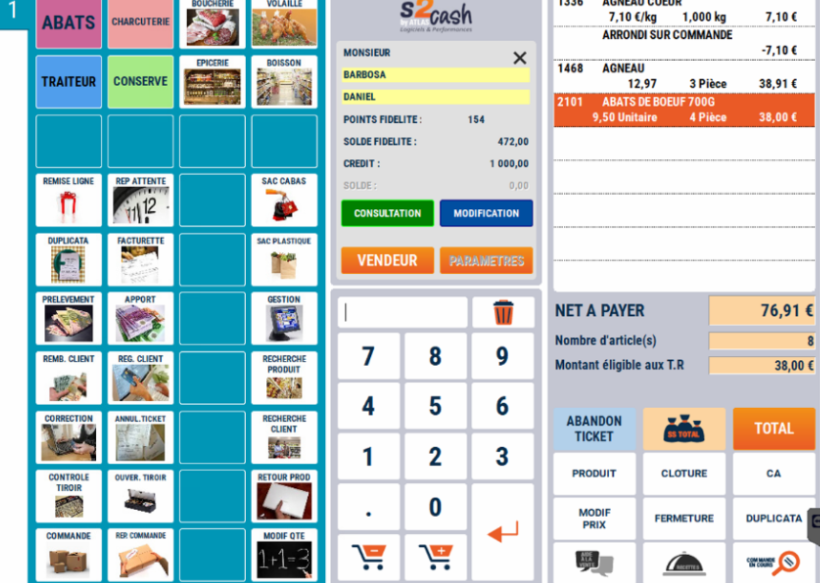 1
ABATS
CHARCUTERIE
BOUCHERIE
VOLAILLE
TRAITEUR
CONSERVE
EPICERIE
BOISSON
REMISE LIGNE
REP ATTENTE
SAC CABAS
DUPLICATA
FACTURETTE
SAC PLASTIQUE
PRELEVEMENT
APPORT
GESTION
REMB. CLIENT
REG. CLIENT
RECHERCHE
PRODUIT
CORRECTION
ANNUL.TICKET
RECHERCHE
CLIENT
CONTROLE
TIROIR
OUVER. TIROIR
RETOUR PROD
COMMANDE
REP. COMMANDE
MODIF QTE
1+1=3
s2cash
by ATLAS
Logiciels & Performances
MONSIEUR
BARBOSA
DANIEL
POINTS FIDELITE : 154
SOLDE FIDELITE : 472,00
CREDIT : 1 000,00
SOLDE : 0,00
CONSULTATION
MODIFICATION
VENDEUR
PARAMETRES
7 8 9
4 5 6
1 2 3
. 0
1336 AGNEAU COEUR
7,10 €/kg 1,000 kg 7,10 €
ARRONDI SUR COMMANDE
-7,10 €
1468 AGNEAU
12,97 3 Pièce 38,91 €
2101 ABATS DE BOEUF 700G
9,50 Unitaire 4 Pièce 38,00 €
NET A PAYER 76,91 €
Nombre d'article(s) 8
Montant éligible aux T.R 38,00 €
ABANDON
TICKET
SS TOTAL
TOTAL
PRODUIT
CLOTURE
CA
MODIF
PRIX
FERMETURE
DUPLICATA
RECETTES
COMMANDE
EN COURS